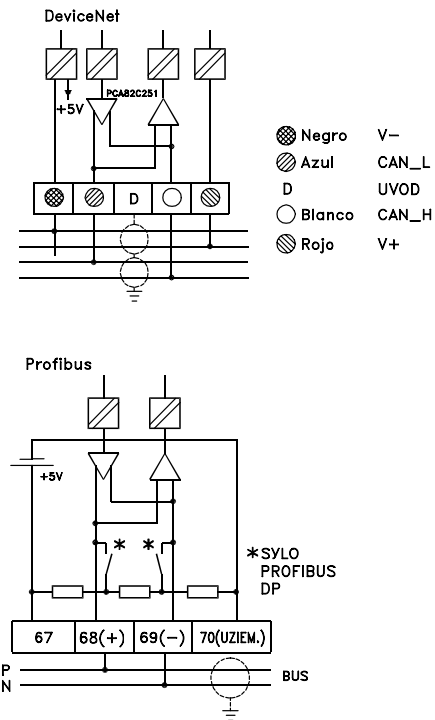 DeviceNet
PCA82C251
+5V
Negro V-
Azul CAN_L
D UVOD
Blanco CAN_H
Rojo V+
D
Profibus
+5V
* *
*SYLO
PROFIBUS
DP
67 68(+) 69(-) 70(UZIEM.)
P
N
BUS